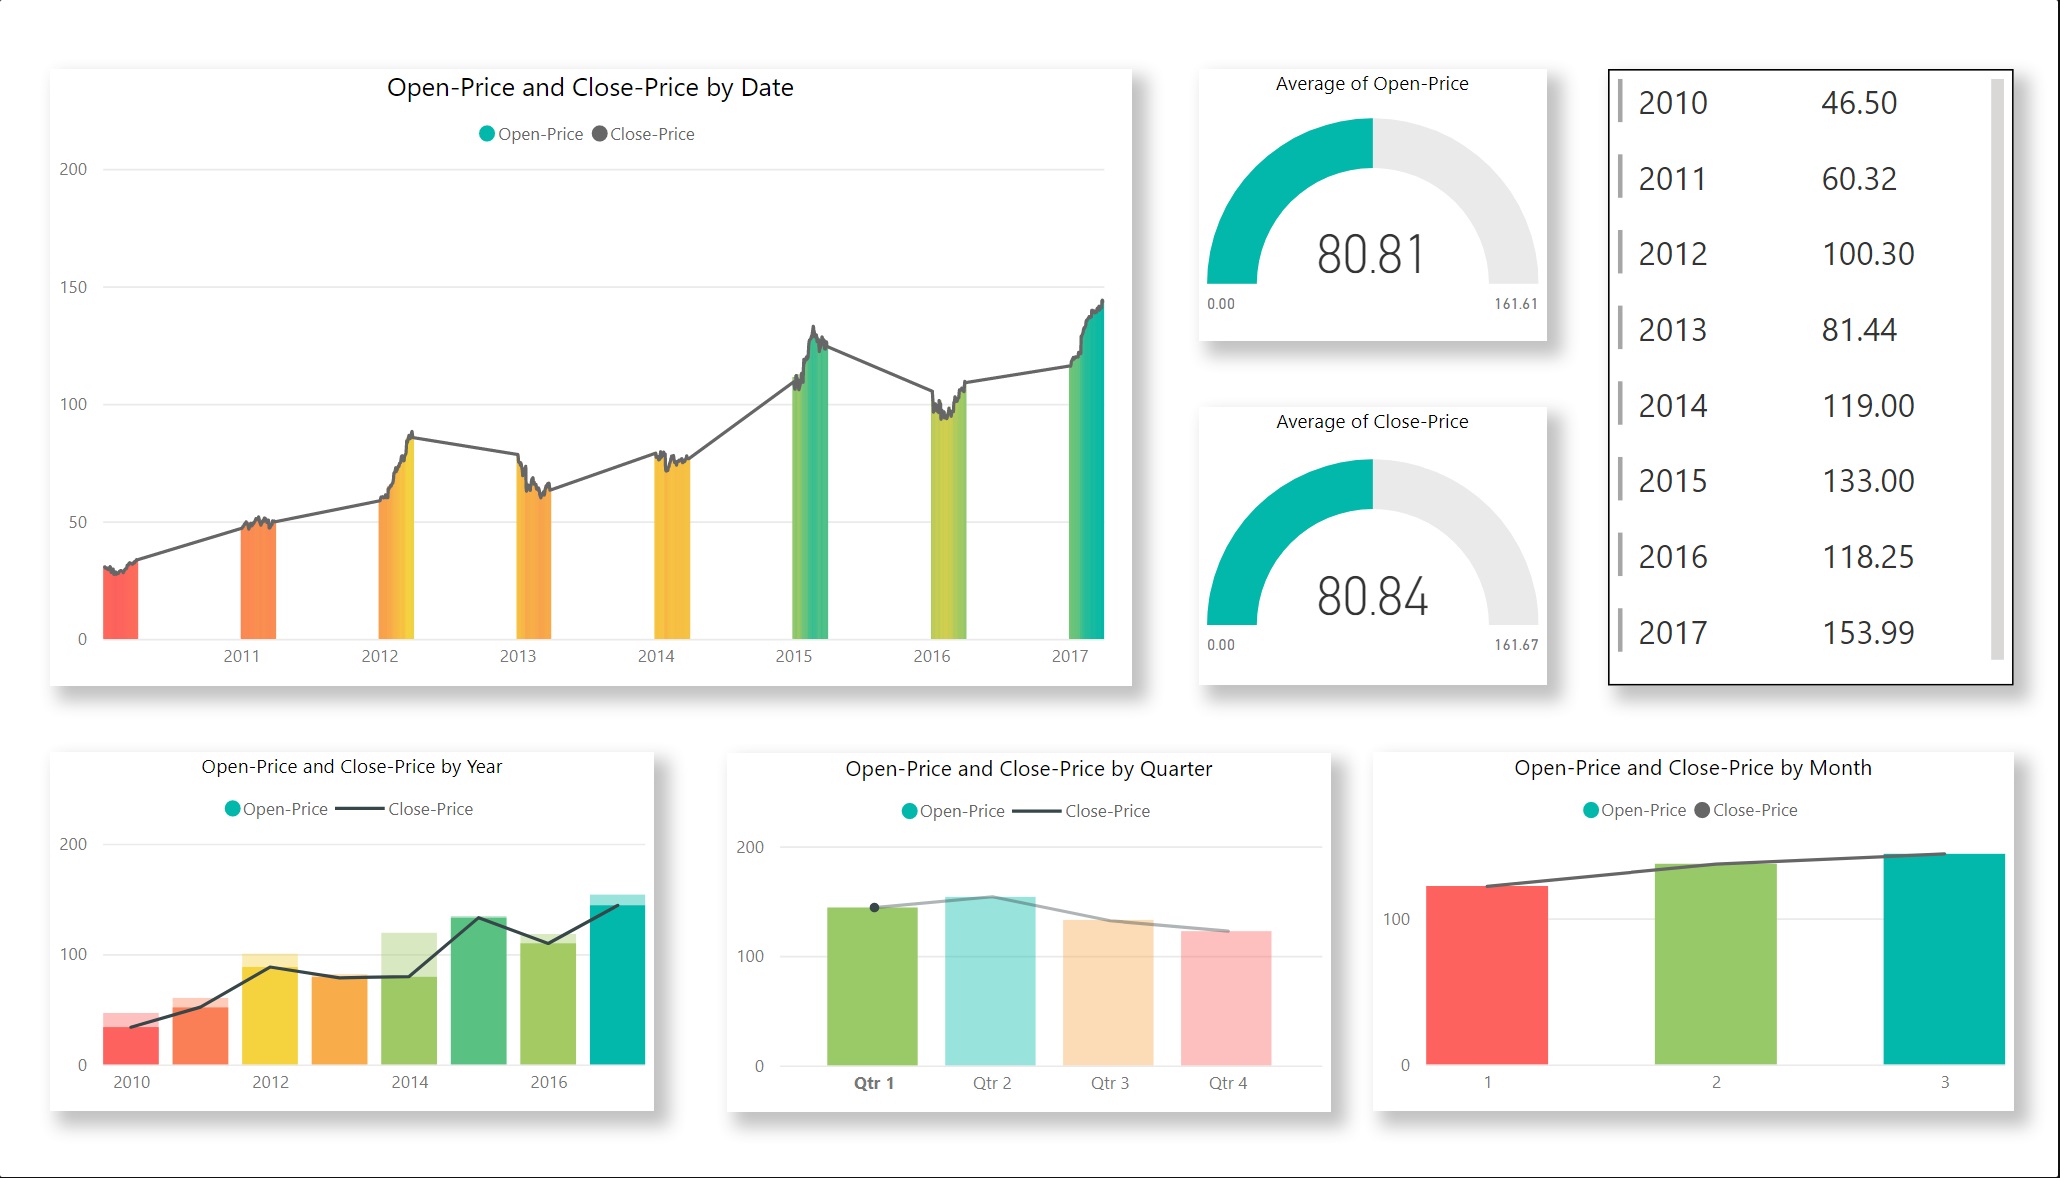 Open-Price and Close-Price by Date
Open-Price Close-Price
200
150
100
50
0
2011 2012 2013 2014 2015 2016 2017
Average of Open-Price
80.81
0.00 161.61
Average of Close-Price
80.84
0.00 161.67
2010 46.50
2011 60.32
2012 100.30
2013 81.44
2014 119.00
2015 133.00
2016 118.25
2017 153.99
Open-Price and Close-Price by Year
Open-Price Close-Price
200
100
0
2010 2012 2014 2016
Open-Price and Close-Price by Quarter
Open-Price Close-Price
200
100
0
Qtr 1 Qtr 2 Qtr 3 Qtr 4
Open-Price and Close-Price by Month
Open-Price Close-Price
100
0
1 2 3